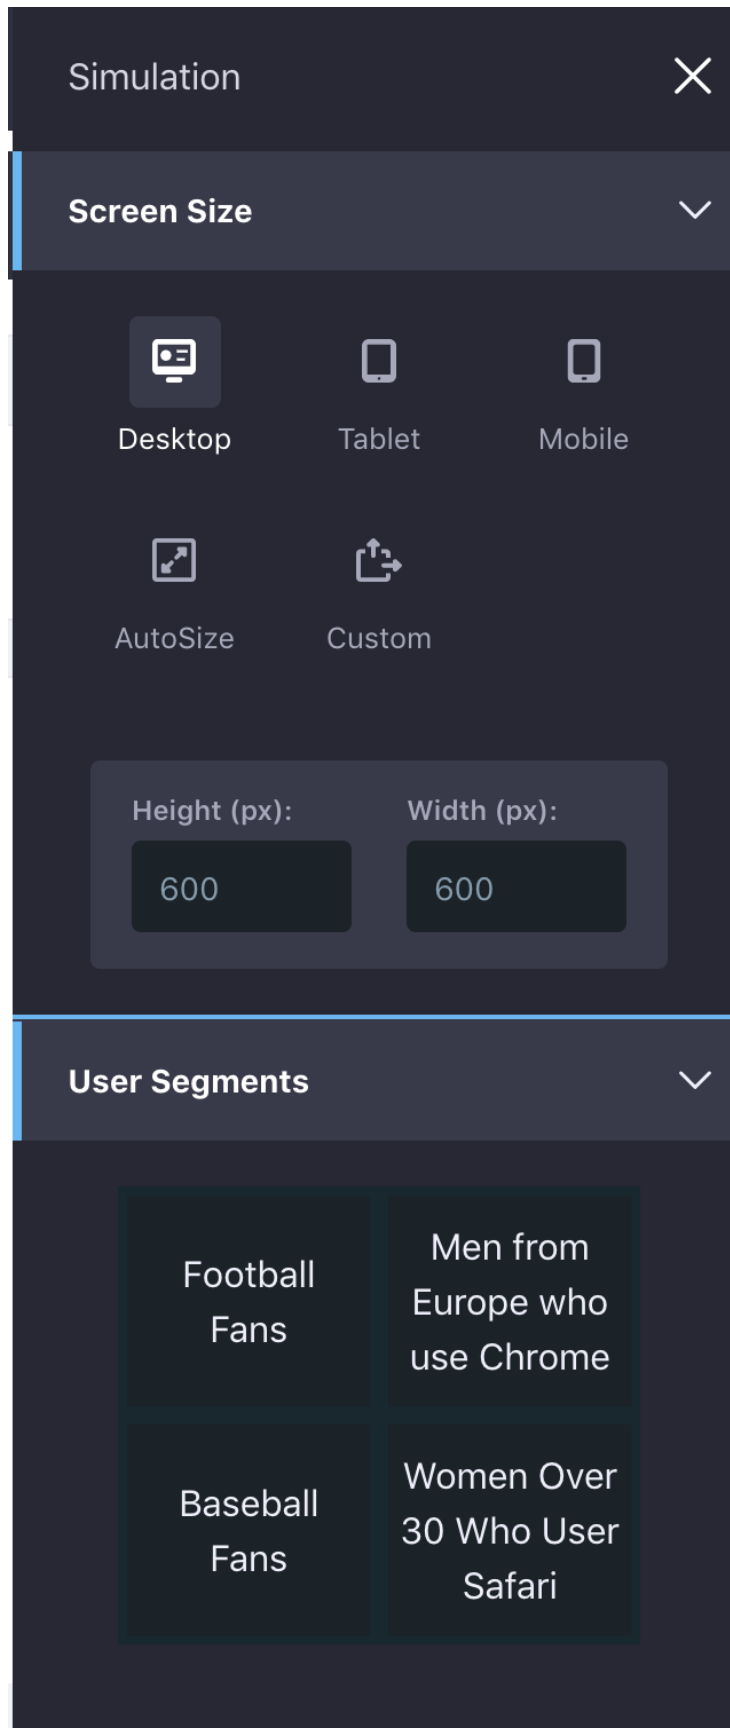 Simulation
Screen Size
Desktop
Tablet
Mobile
AutoSize
Custom
Height (px):
Width (px):
600
600
User Segments
Football
Fans
Men from
Europe who
use Chrome
Baseball
Fans
Women Over
30 Who User
Safari